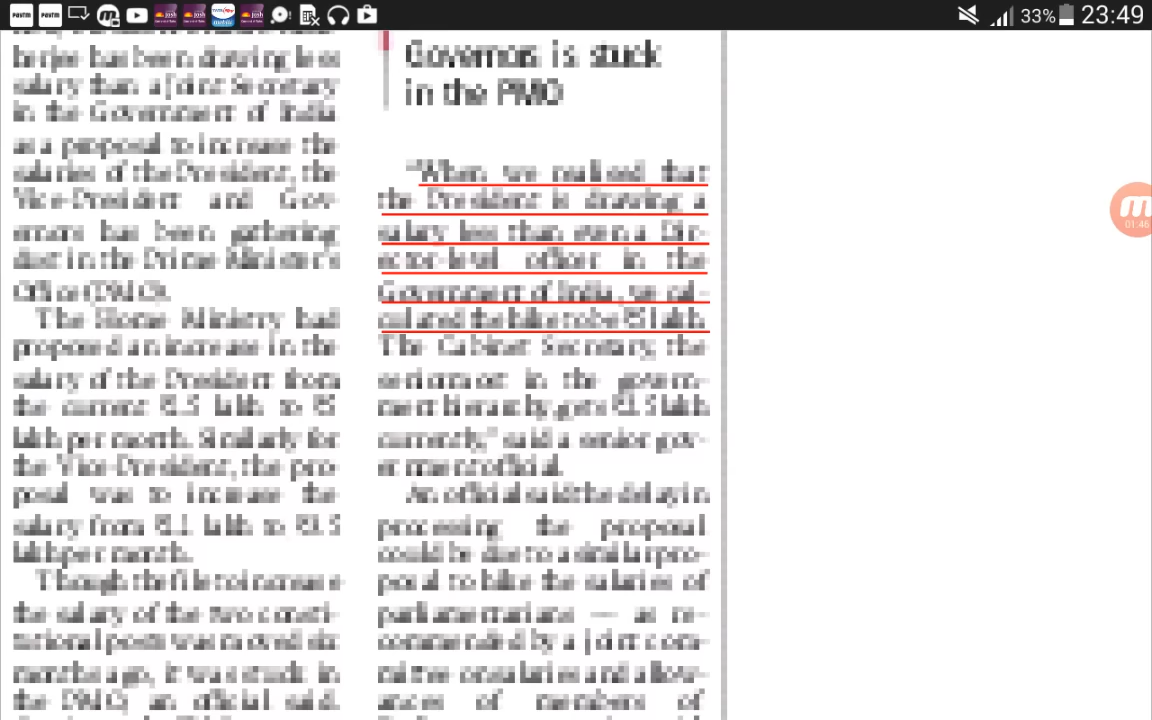 PAYTM PAYTM josh josh josh 33% 23:49
01:46
herjee has been drawing less
salary than a Joint Secretary
in the Government of India
as a proposal to increase the
salaries of the President, the
Vice-President and Gov-
ernors has been gathering
dust in the Prime Minister's
Office (PMO).
The Home Ministry had
proposed an increase in the
salary of the President from
the current ₹1.5 lakh to ₹5
lakh per month. Similarly for
the Vice-President, the pro-
posal was to increase the
salary from ₹1.1 lakh to ₹3.5
lakh per month.
Though the file to increase
the salary of the two consti-
tutional posts was moved six
months ago, it was stuck in
the PMO, an official said.
Governors is stuck
in the PMO
"When we realised that
the President is drawing a
salary less than even a Dir-
ector-level officer in the
Government of India, we cal-
culated the hike to be ₹5 lakh.
The Cabinet Secretary, the
seniormost in the govern-
ment hierarchy, gets ₹2.5 lakh
currently," said a senior gov-
ernment official.
An official said the delay in
processing the proposal
could be due to a similar pro-
posal to hike the salaries of
parliamentarians — as re-
commended by a joint com-
mittee on salaries and allow-
ances of members of